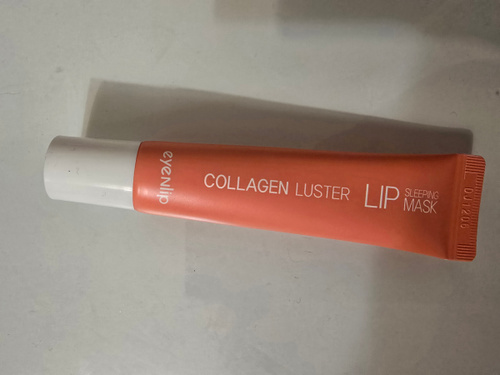 eyeNlip
COLLAGEN LUSTER LIP SLEEPING
MASK